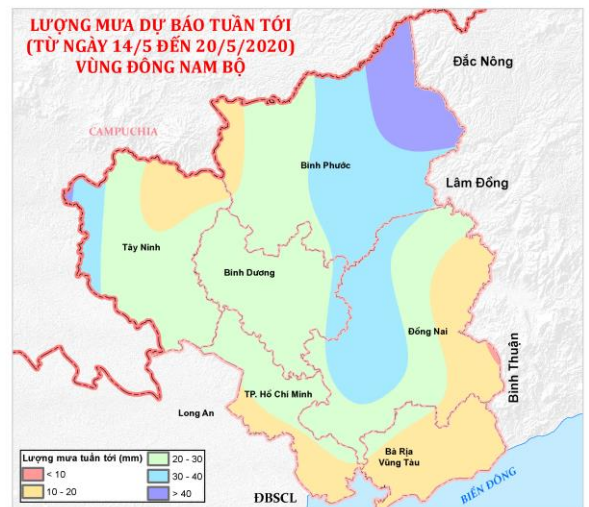 LƯỢNG MƯA DỰ BÁO TUẦN TỚI
(TỪ NGÀY 14/5 ĐẾN 20/5/2020)
VÙNG ĐÔNG NAM BỘ
Đắc Nông
CAMPUCHIA
Bình Phước
Lâm Đồng
Tây Ninh
Bình Dương
Đồng Nai
Bình Thuận
TP. Hồ Chí Minh
Long An
Bà Rịa
Vũng Tàu
BIỂN ĐÔNG
ĐBSCL
Lượng mưa tuần tới (mm)
< 10
10 - 20
20 - 30
30 - 40
> 40